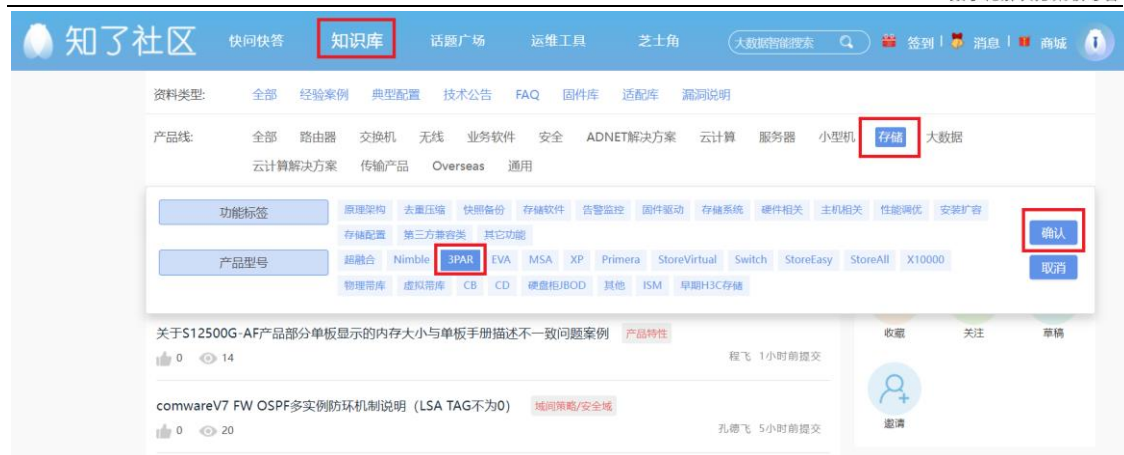 知了社区 快问快答 知识库 话题广场 运维工具 芝士角 大数据智能搜索 签到 消息 商城
资料类型: 全部 经验案例 典型配置 技术公告 FAQ 固件库 适配库 漏洞说明
产品线: 全部 路由器 交换机 无线 业务软件 安全 ADNET解决方案 云计算 服务器 小型机 存储 大数据
云计算解决方案 传输产品 Overseas 通用
功能标签 原理架构 去重压缩 快照备份 存储软件 告警监控 固件驱动 存储系统 硬件相关 主机相关 性能调优 安装扩容
存储配置 第三方兼容类 其它功能
确认
产品型号 超融合 Nimble 3PAR EVA MSA XP Primera StoreVirtual Switch StoreEasy StoreAll X10000
取消
物理带库 虚拟带库 CB CD 硬盘柜JBOD 其他 ISM 早期H3C存储
关于S12500G-AF产品部分单板显示的内存大小与单板手册描述不一致问题案例 产品特性
收藏 关注 草稿
0 14 程飞 1小时前提交
comwareV7 FW OSPF多实例防环机制说明（LSA TAG不为0） 域间策略/安全域
邀请
0 20 孔德飞 5小时前提交